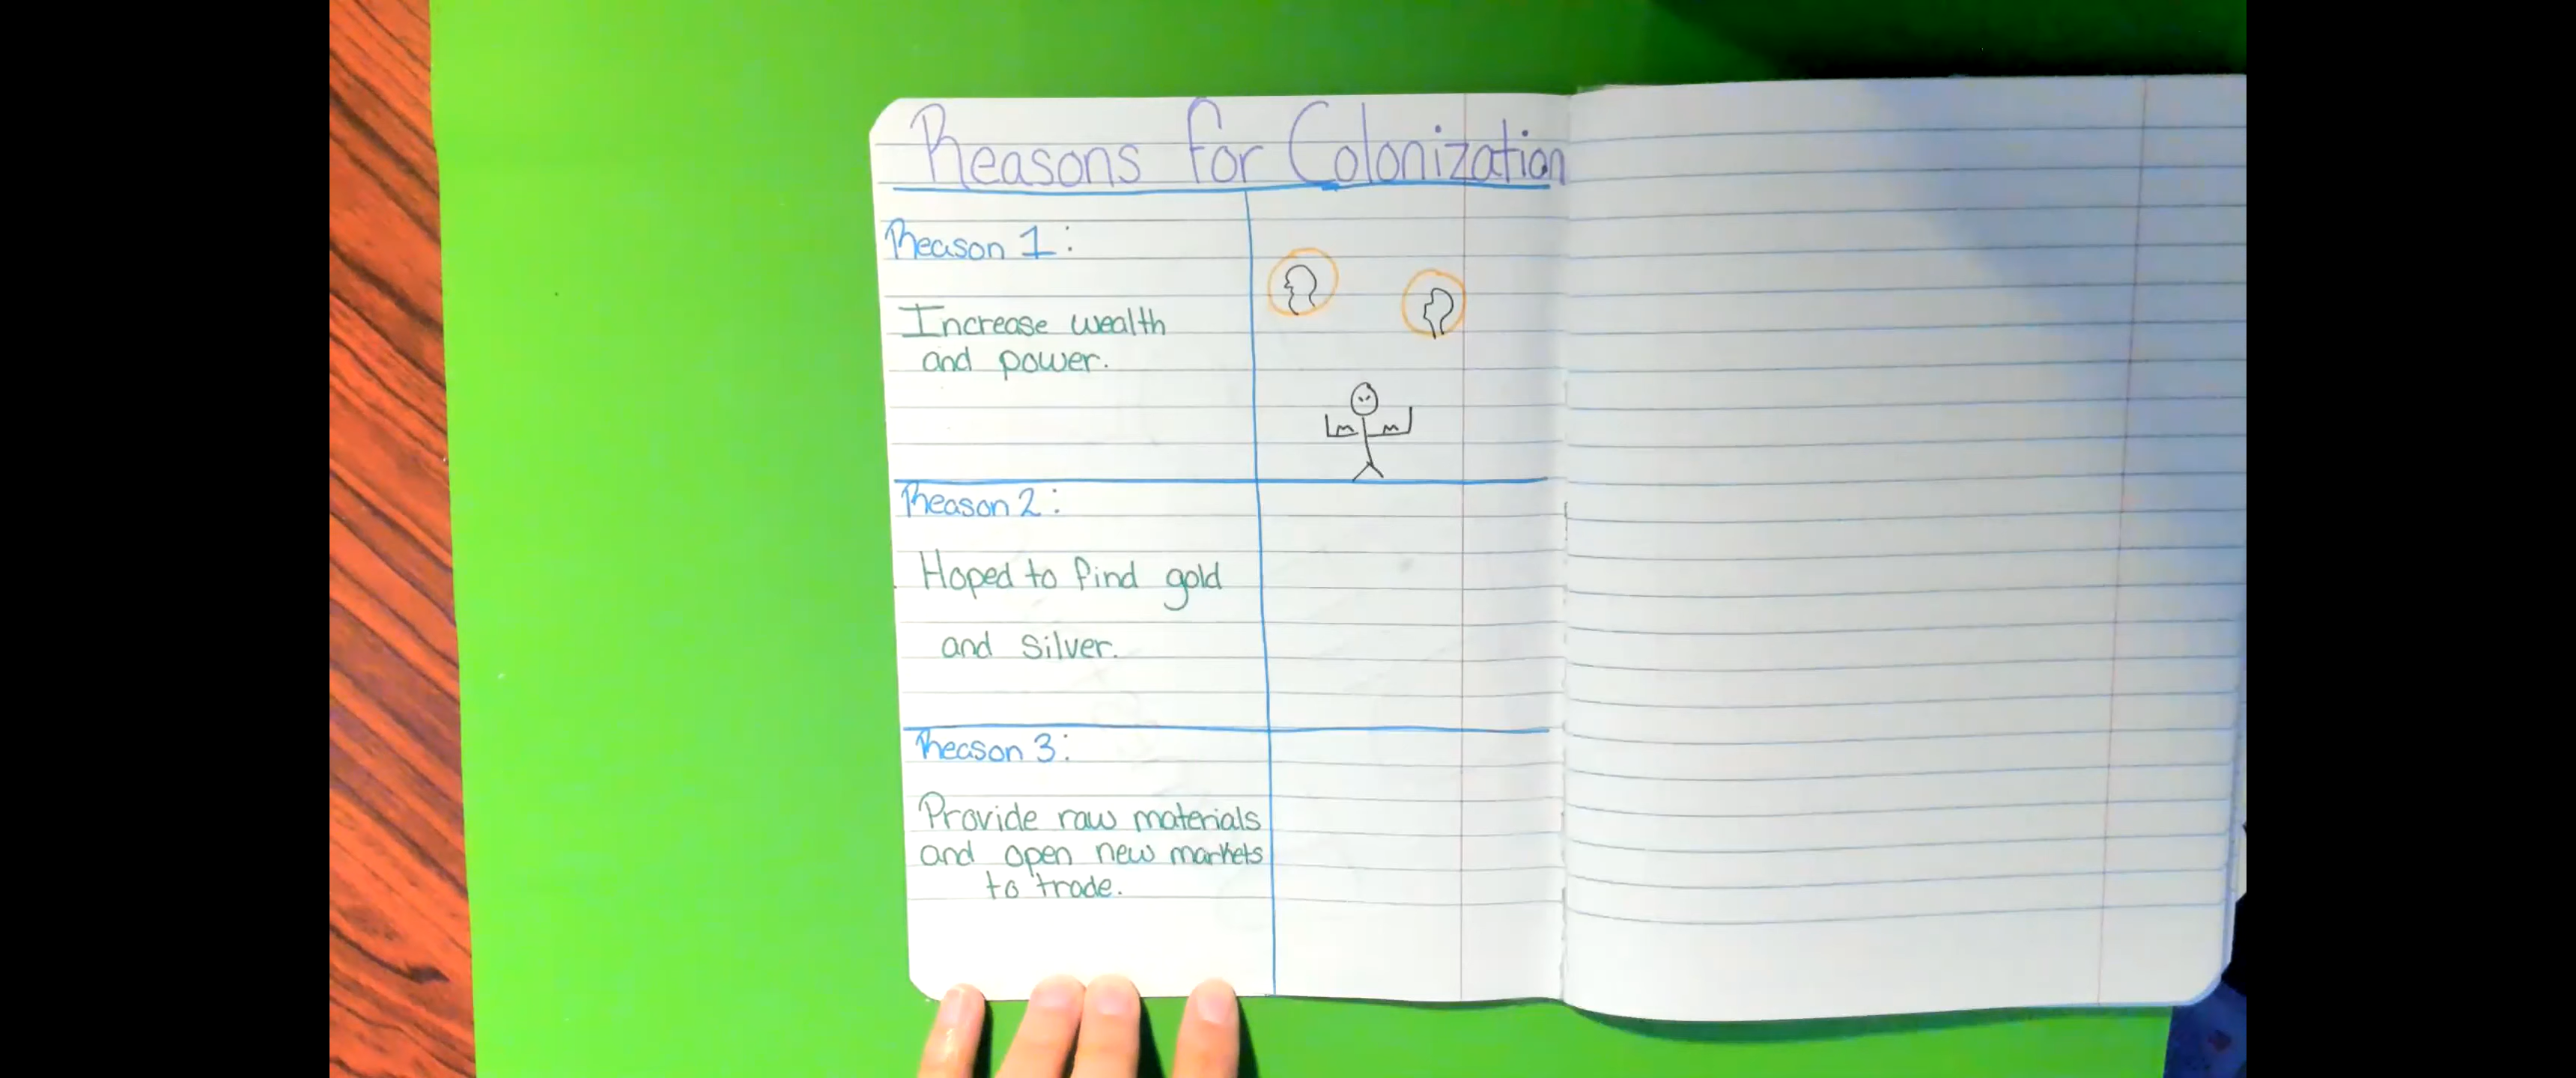 Reasons for Colonization
Reason 1:
Increase wealth
and power.
Reason 2:
Hoped to find gold
and silver.
Reason 3:
Provide raw materials
and open new markets
to trade.